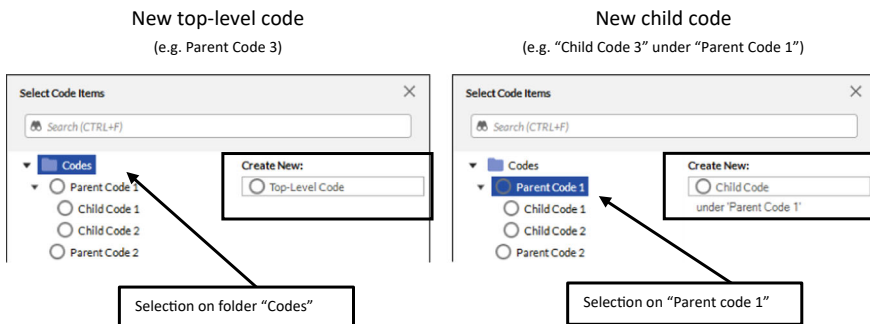 New top-level code
(e.g. Parent Code 3)
Select Code Items
Search (CTRL+F)
Codes
Create New:
Parent Code 1
Top-Level Code
Child Code 1
Child Code 2
Parent Code 2
Selection on folder “Codes”
New child code
(e.g. “Child Code 3” under “Parent Code 1”)
Select Code Items
Search (CTRL+F)
Codes
Create New:
Parent Code 1
Child Code
Child Code 1
under 'Parent Code 1'
Child Code 2
Parent Code 2
Selection on “Parent code 1”